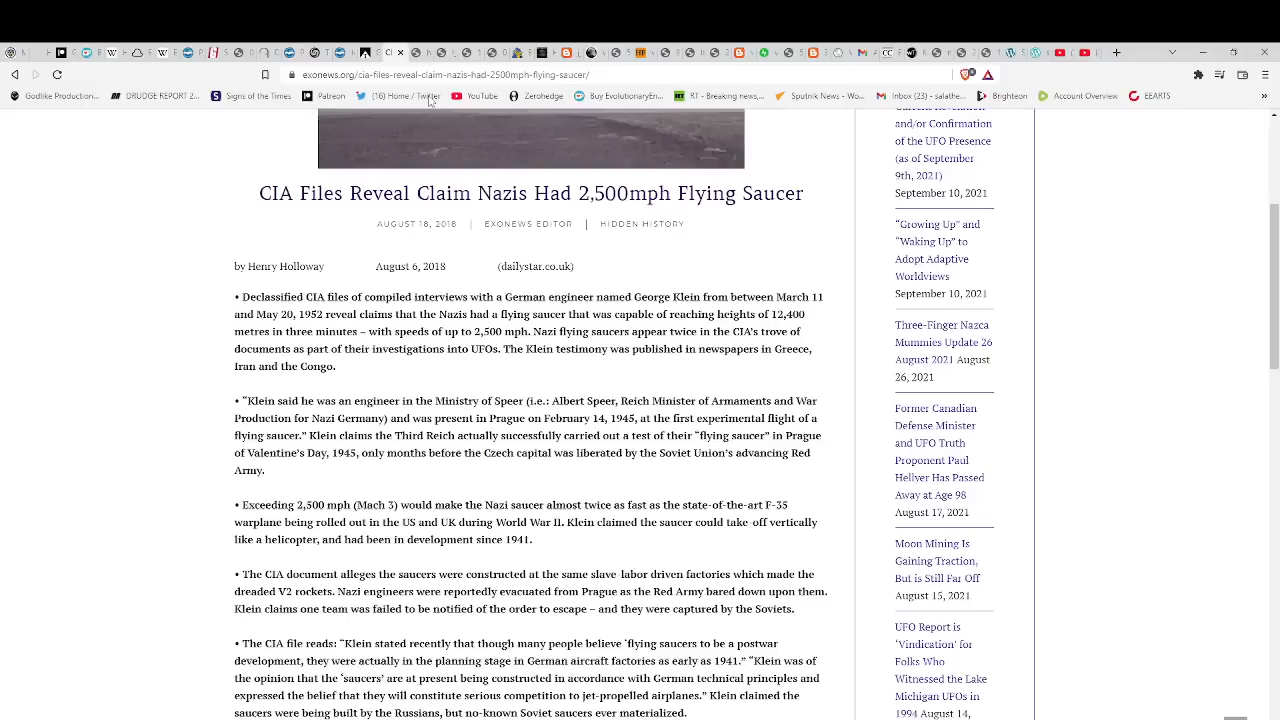 exonews.org/cia-files-reveal-claim-nazis-had-2500mph-flying-saucer/
Godlike Production... DRUDGE REPORT 2... Signs of the Times Patreon (16) Home / Twitter YouTube Zerohedge Buy EvolutionaryEn... RT - Breaking news,... Sputnik News - Wo... Inbox (23) - salathe... Brighteon Account Overview EEARTS
CIA Files Reveal Claim Nazis Had 2,500mph Flying Saucer
AUGUST 18, 2018 | EXONEWS EDITOR | HIDDEN HISTORY
by Henry Holloway August 6, 2018 (dailystar.co.uk)
• Declassified CIA files of compiled interviews with a German engineer named George Klein from between March 11
and May 20, 1952 reveal claims that the Nazis had a flying saucer that was capable of reaching heights of 12,400
metres in three minutes – with speeds of up to 2,500 mph. Nazi flying saucers appear twice in the CIA's trove of
documents as part of their investigations into UFOs. The Klein testimony was published in newspapers in Greece,
Iran and the Congo.
• “Klein said he was an engineer in the Ministry of Speer (i.e.: Albert Speer, Reich Minister of Armaments and War
Production for Nazi Germany) and was present in Prague on February 14, 1945, at the first experimental flight of a
flying saucer.” Klein claims the Third Reich actually successfully carried out a test of their “flying saucer” in Prague
of Valentine's Day, 1945, only months before the Czech capital was liberated by the Soviet Union's advancing Red
Army.
• Exceeding 2,500 mph (Mach 3) would make the Nazi saucer almost twice as fast as the state-of-the-art F-35
warplane being rolled out in the US and UK during World War II. Klein claimed the saucer could take-off vertically
like a helicopter, and had been in development since 1941.
• The CIA document alleges the saucers were constructed at the same slave-labor driven factories which made the
dreaded V2 rockets. Nazi engineers were reportedly evacuated from Prague as the Red Army bared down upon them.
Klein claims one team was failed to be notified of the order to escape – and they were captured by the Soviets.
• The CIA file reads: “Klein stated recently that though many people believe ‘flying saucers to be a postwar
development, they were actually in the planning stage in German aircraft factories as early as 1941.” “Klein was of
the opinion that the ‘saucers’ are at present being constructed in accordance with German technical principles and
expressed the belief that they will constitute serious competition to jet-propelled airplanes.” Klein claimed the
saucers were being built by the Russians, but no-known Soviet saucers ever materialized.
and/or Confirmation
of the UFO Presence
(as of September
9th, 2021)
September 10, 2021
“Growing Up” and
“Waking Up” to
Adopt Adaptive
Worldviews
September 10, 2021
Three-Finger Nazca
Mummies Update 26
August 2021 August
26, 2021
Former Canadian
Defense Minister
and UFO Truth
Proponent Paul
Hellyer Has Passed
Away at Age 98
August 17, 2021
Moon Mining Is
Gaining Traction,
But is Still Far Off
August 15, 2021
UFO Report is
‘Vindication’ for
Folks Who
Witnessed the Lake
Michigan UFOs in
1994 August 14,